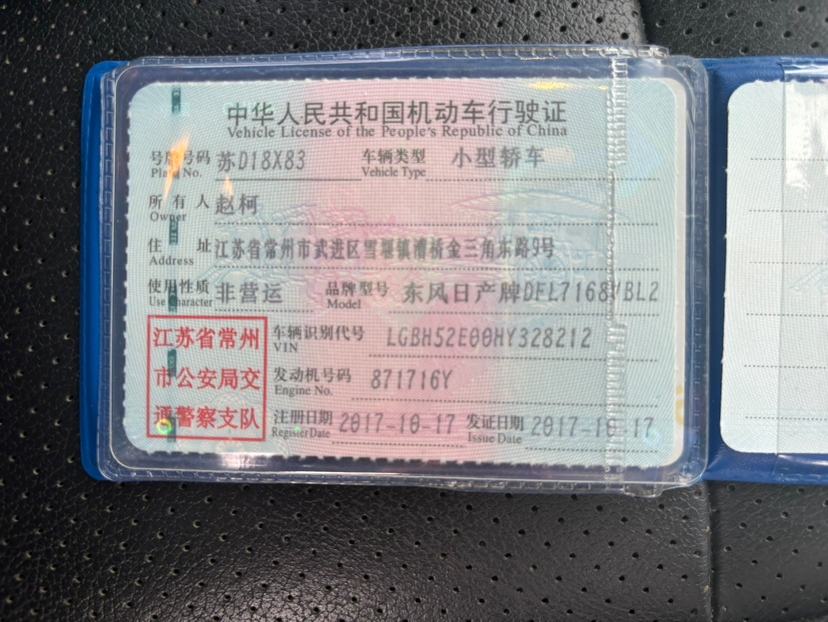 中华人民共和国机动车行驶证
Vehicle License of the People's Republic of China
号牌号码 苏D18X83 车辆类型 小型轿车
Plate No. Vehicle Type
所有人 赵柯
Owner
住址 江苏省常州市武进区雪堰镇漕桥金三角东路9号
Address
使用性质 非营运 品牌型号 东风日产牌DFL7168VBL2
Use Character Model
江苏省常州 车辆识别代号 LGBH52E00HY328212
VIN
市公安局交 发动机号码 871716Y
Engine No.
通警察支队 注册日期 2017-10-17 发证日期 2017-10-17
Register Date Issue Date